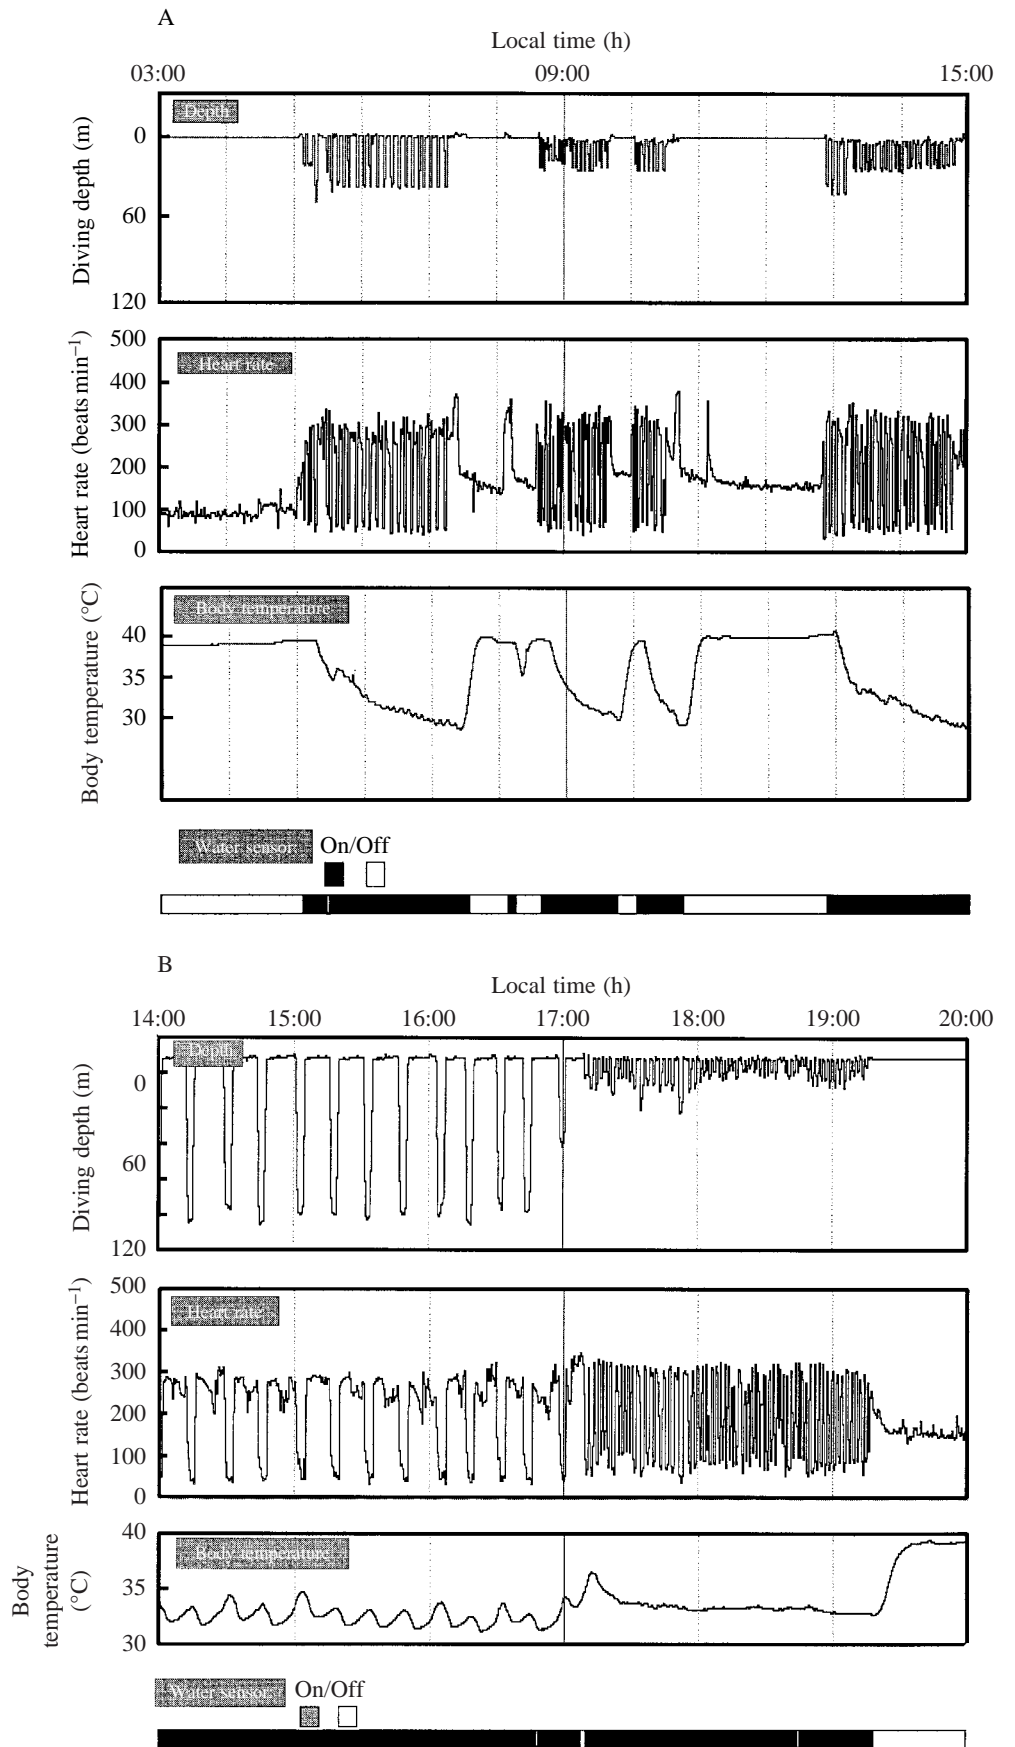 A
Local time (h)
03:00 09:00 15:00
Depth
Diving depth (m)
0
60
120
Heart rate
Heart rate (beats min⁻¹)
500
400
300
200
100
0
Body temperature
Body temperature (°C)
40
35
30
Water sensor On/Off
B
Local time (h)
14:00 15:00 16:00 17:00 18:00 19:00 20:00
Depth
Diving depth (m)
0
60
120
Heart rate
Heart rate (beats min⁻¹)
500
400
300
200
100
0
Body temperature
Body
temperature
(°C)
40
35
30
Water sensor On/Off